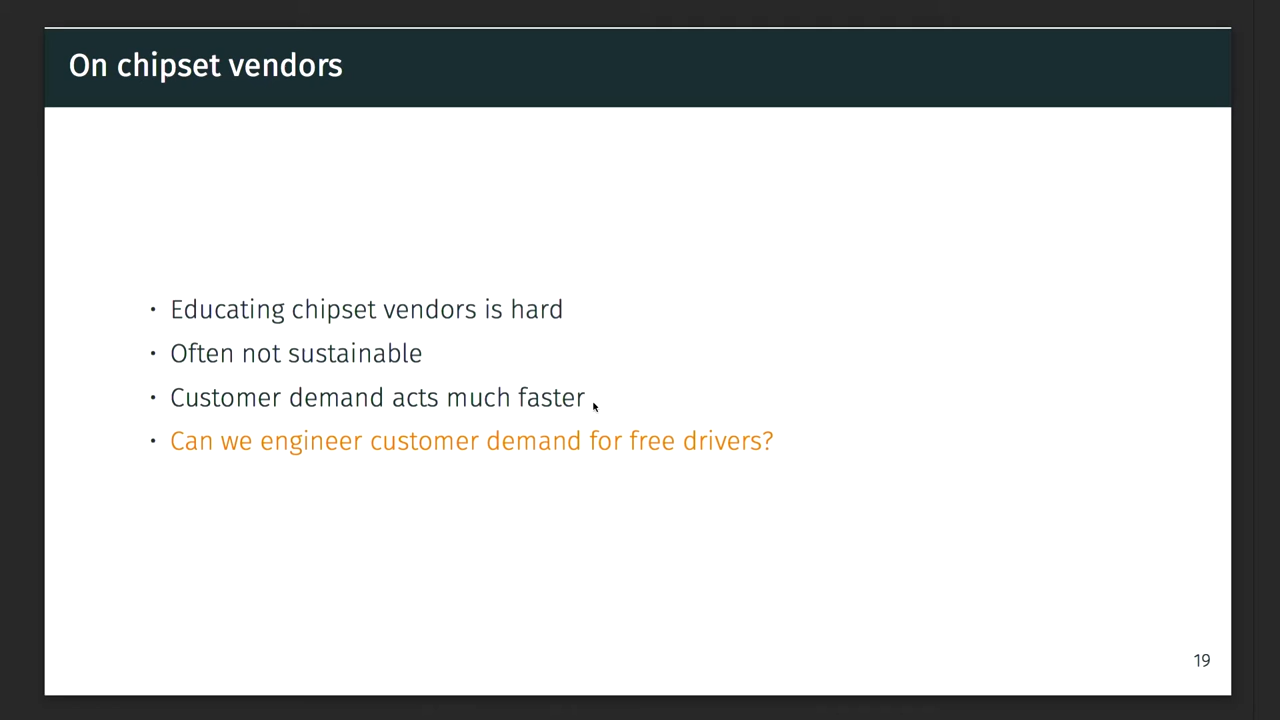 On chipset vendors
• Educating chipset vendors is hard
• Often not sustainable
• Customer demand acts much faster
• Can we engineer customer demand for free drivers?
19